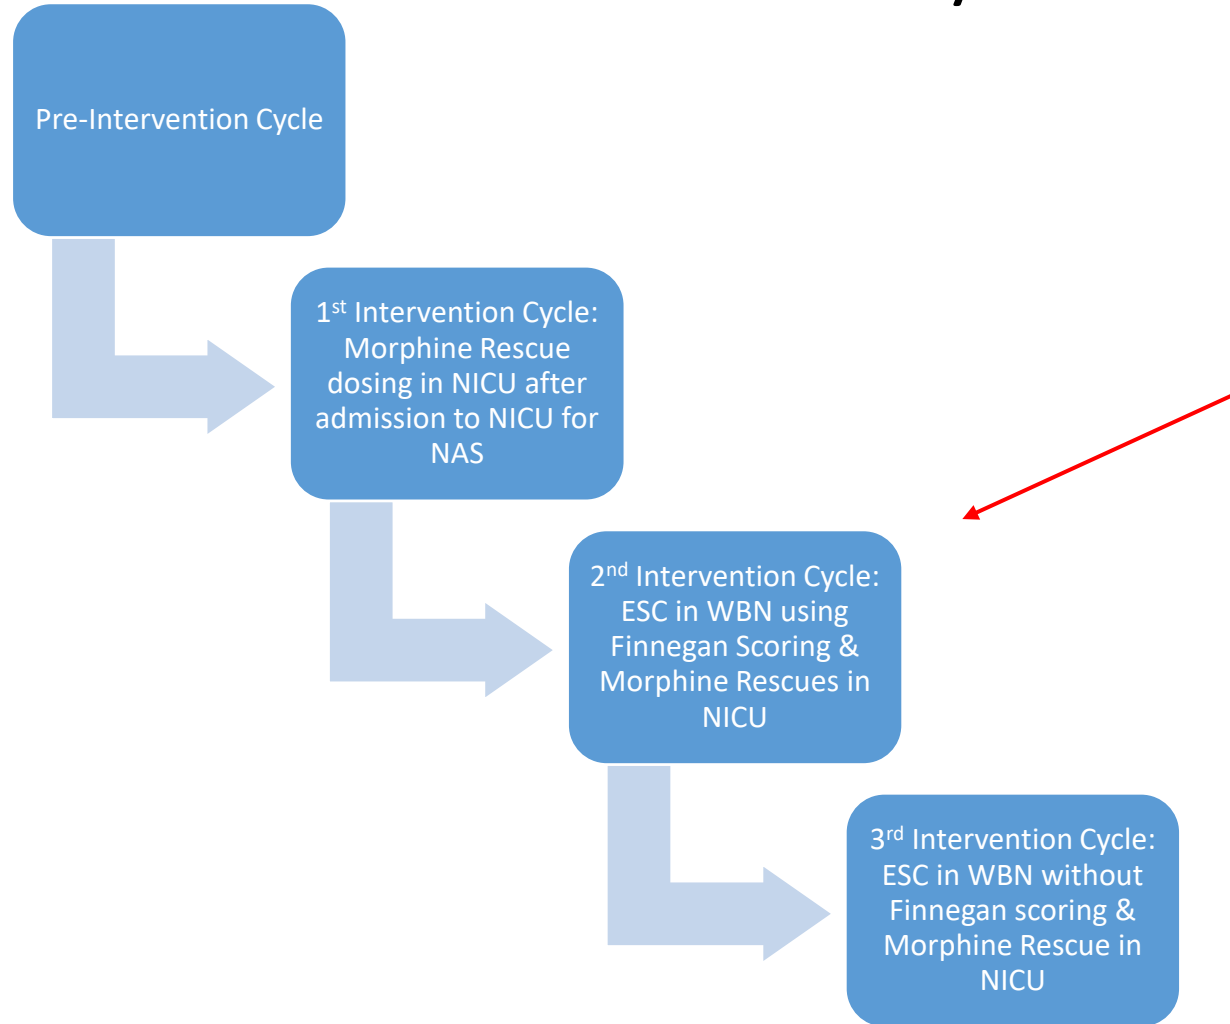 Pre-Intervention Cycle
1st Intervention Cycle:
Morphine Rescue
dosing in NICU after
admission to NICU for
NAS
2nd Intervention Cycle:
ESC in WBN using
Finnegan Scoring &
Morphine Rescues in
NICU
3rd Intervention Cycle:
ESC in WBN without
Finnegan scoring &
Morphine Rescue in
NICU